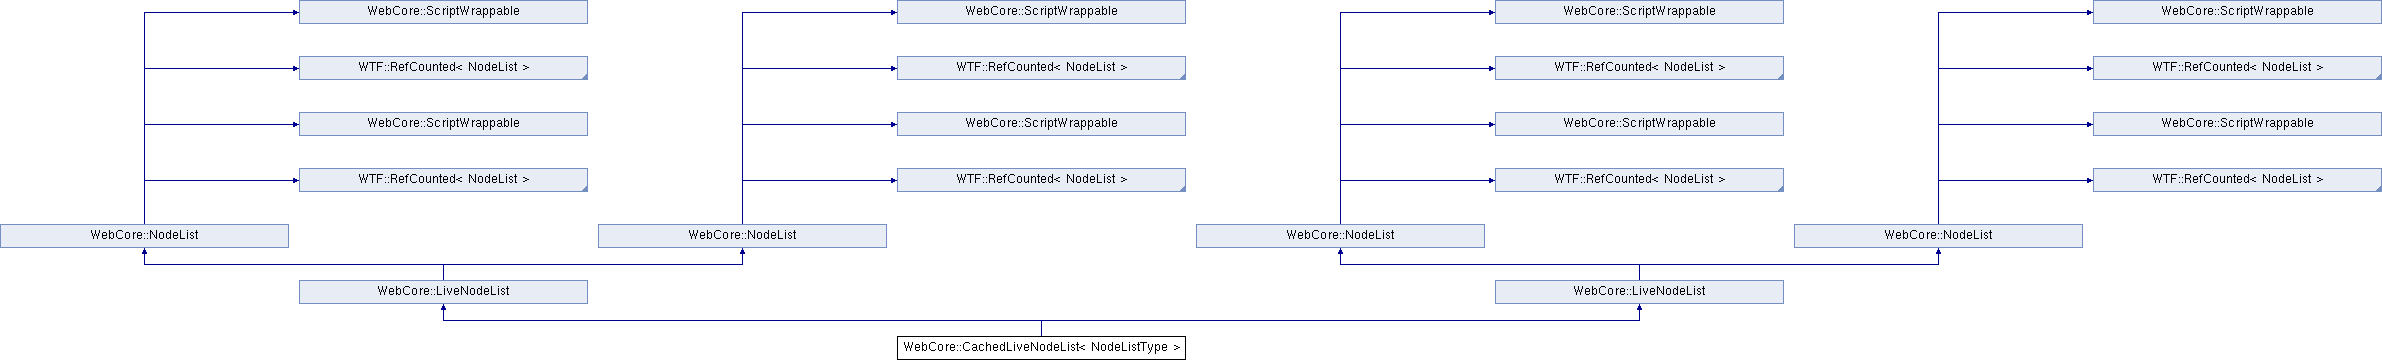 WebCore::ScriptWrappable
WebCore::ScriptWrappable
WebCore::ScriptWrappable
WebCore::ScriptWrappable
WTF::RefCounted< NodeList >
WTF::RefCounted< NodeList >
WTF::RefCounted< NodeList >
WTF::RefCounted< NodeList >
WebCore::ScriptWrappable
WebCore::ScriptWrappable
WebCore::ScriptWrappable
WebCore::ScriptWrappable
WTF::RefCounted< NodeList >
WTF::RefCounted< NodeList >
WTF::RefCounted< NodeList >
WTF::RefCounted< NodeList >
WebCore::NodeList
WebCore::NodeList
WebCore::NodeList
WebCore::NodeList
WebCore::LiveNodeList
WebCore::LiveNodeList
WebCore::CachedLiveNodeList< NodeListType >